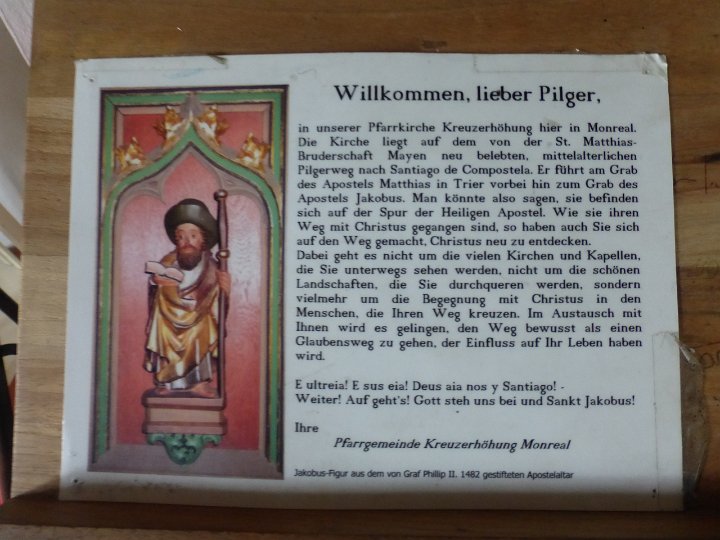 Willkommen, lieber Pilger,
in unserer Pfarrkirche Kreuzerhöhung hier in Monreal.
Die Kirche liegt auf dem von der St. Matthias-
Bruderschaft Mayen neu belebten, mittelalterlichen
Pilgerweg nach Santiago de Compostela. Er führt am Grab
des Apostels Matthias in Trier vorbei hin zum Grab des
Apostels Jakobus. Man könnte also sagen, sie befinden
sich auf der Spur der Heiligen Apostel. Wie sie ihren
Weg mit Christus gegangen sind, so haben auch Sie sich
auf den Weg gemacht, Christus neu zu entdecken.
Dabei geht es nicht um die vielen Kirchen und Kapellen,
die Sie unterwegs sehen werden, nicht um die schönen
Landschaften, die Sie durchqueren werden, sondern
vielmehr um die Begegnung mit Christus in den
Menschen, die Ihren Weg kreuzen. Im Austausch mit
Ihnen wird es gelingen, den Weg bewusst als einen
Glaubensweg zu gehen, der Einfluss auf Ihr Leben haben
wird.
E ultreia! E sus eia! Deus aia nos y Santiago! -
Weiter! Auf geht's! Gott steh uns bei und Sankt Jakobus!
Ihre
Pfarrgemeinde Kreuzerhöhung Monreal
Jakobus-Figur aus dem von Graf Phillip II. 1482 gestifteten Apostelaltar